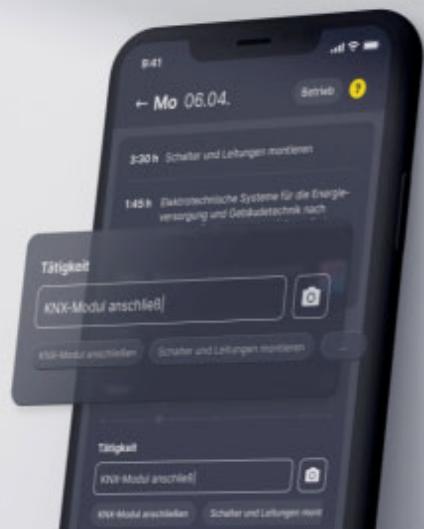 9:41
← Mo 06.04.
Betrieb
?
3:30 h Schalter und Leitungen montieren
1:45 h Elektrotechnische Systeme für die Energie-
versorgung und Gebäudetechnik nach
Tätigkeit
KNX-Modul anschließ
KNX-Modul anschließen
Schalter und Leitungen montieren
...
Tätigkeit
KNX-Modul anschließ
KNX-Modul anschließen
Schalter und Leitungen mont